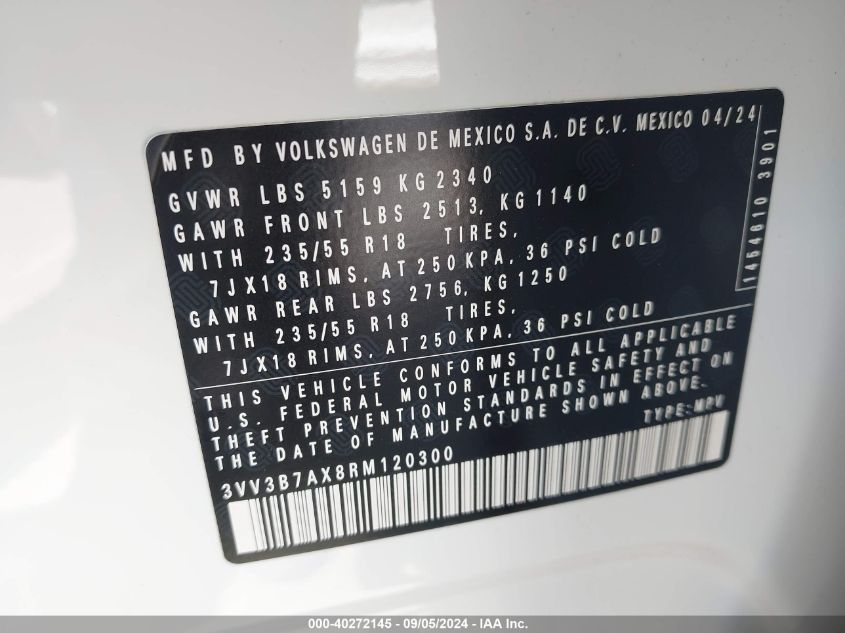 MFD BY VOLKSWAGEN DE MEXICO S.A. DE C.V. MEXICO 04/24
GVWR LBS 5159 KG 2340
GAWR FRONT LBS 2513, KG 1140
WITH 235/55 R18 TIRES,
7JX18 RIMS, AT 250 KPA, 36 PSI COLD
GAWR REAR LBS 2756, KG 1250
WITH 235/55 R18 TIRES,
7JX18 RIMS, AT 250 KPA, 36 PSI COLD
1454610 3901
THIS VEHICLE CONFORMS TO ALL APPLICABLE
U.S. FEDERAL MOTOR VEHICLE SAFETY AND
THEFT PREVENTION STANDARDS IN EFFECT ON
THE DATE OF MANUFACTURE SHOWN ABOVE.
3VV3B7AX8RM120300 TYPE:MPV
000-40272145 - 09/05/2024 - IAA Inc.